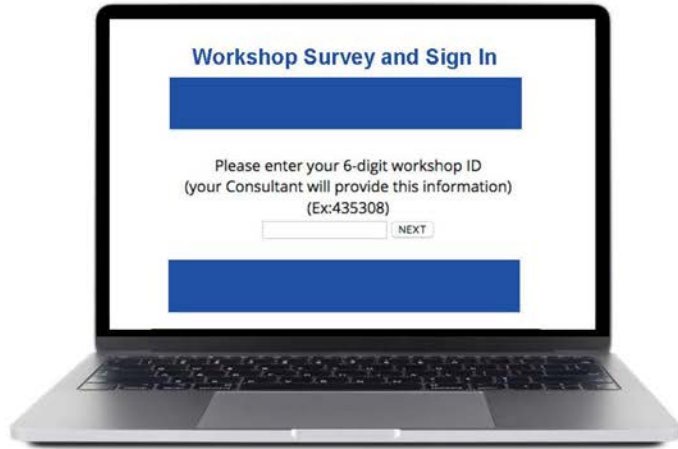 Workshop Survey and Sign In
Please enter your 6-digit workshop ID
(your Consultant will provide this information)
(Ex:435308)
NEXT